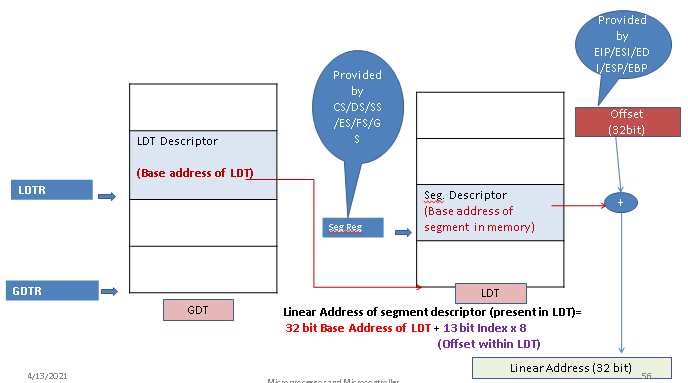 Provided
by
EIP/ESI/ED
I/ESP/EBP
Provided
by
CS/DS/SS
/ES/FS/G
S
Offset
(32bit)
LDT Descriptor
(Base address of LDT)
LDTR
Seg. Descriptor
(Base address of
segment in memory)
+
Seg Reg
GDTR
GDT
LDT
Linear Address of segment descriptor (present in LDT)=
32 bit Base Address of LDT + 13 bit Index x 8
(Offset within LDT)
Linear Address (32 bit)
4/13/2021
Microprocessor and Microcontroller
56